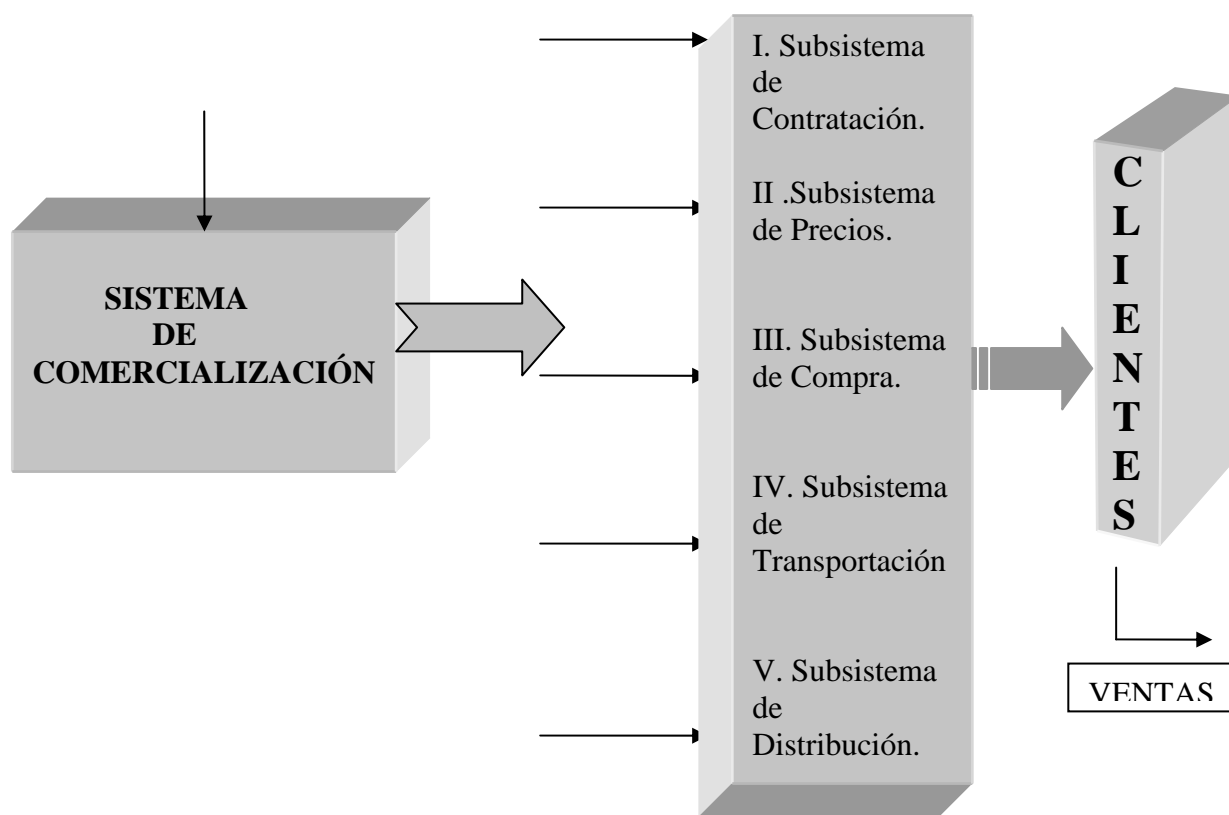 SISTEMA
DE
COMERCIALIZACIÓN
I. Subsistema
de
Contratación.
II .Subsistema
de Precios.
III. Subsistema
de Compra.
IV. Subsistema
de
Transportación
V. Subsistema
de
Distribución.
C
L
I
E
N
T
E
S
VENTAS